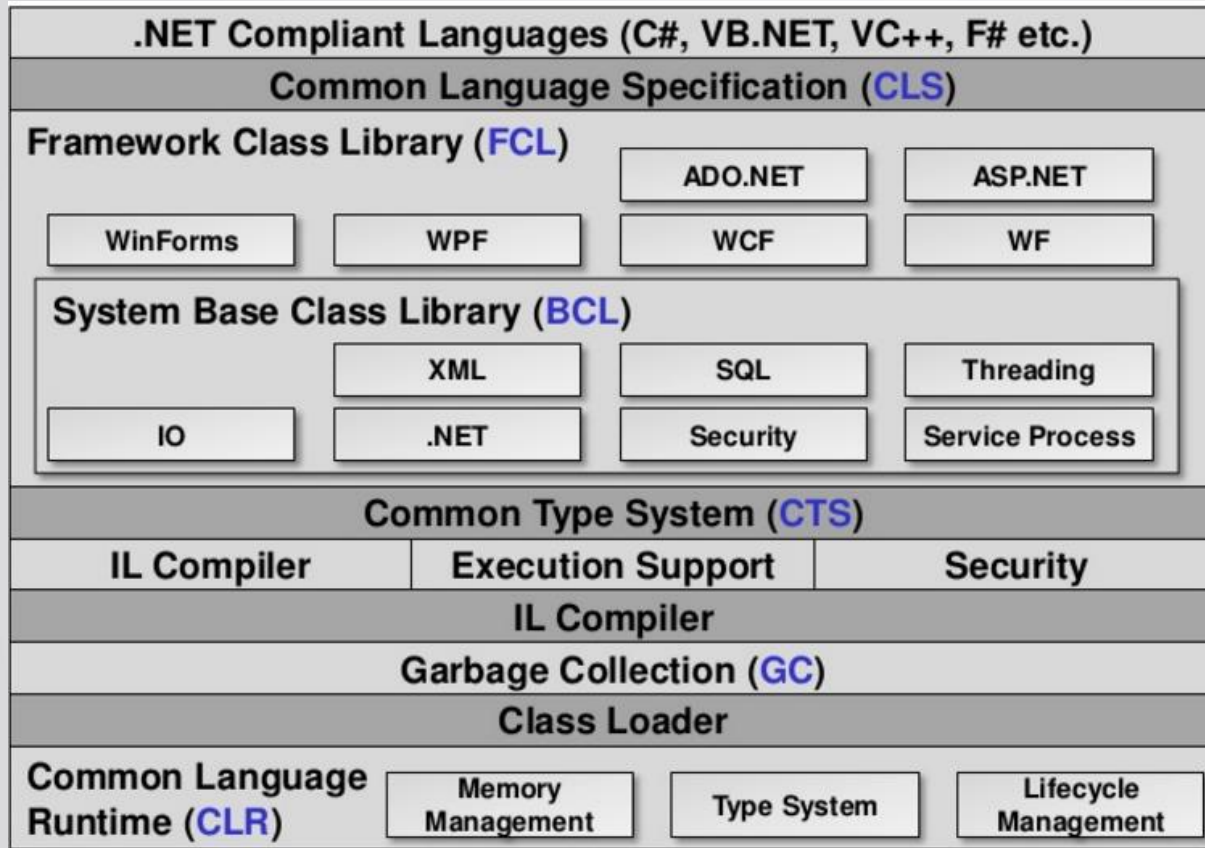 .NET Compliant Languages (C#, VB.NET, VC++, F# etc.)
Common Language Specification (CLS)
Framework Class Library (FCL)
ADO.NET
ASP.NET
WinForms
WPF
WCF
WF
System Base Class Library (BCL)
XML
SQL
Threading
IO
.NET
Security
Service Process
Common Type System (CTS)
IL Compiler
Execution Support
Security
IL Compiler
Garbage Collection (GC)
Class Loader
Common Language
Runtime (CLR)
Memory
Management
Type System
Lifecycle
Management